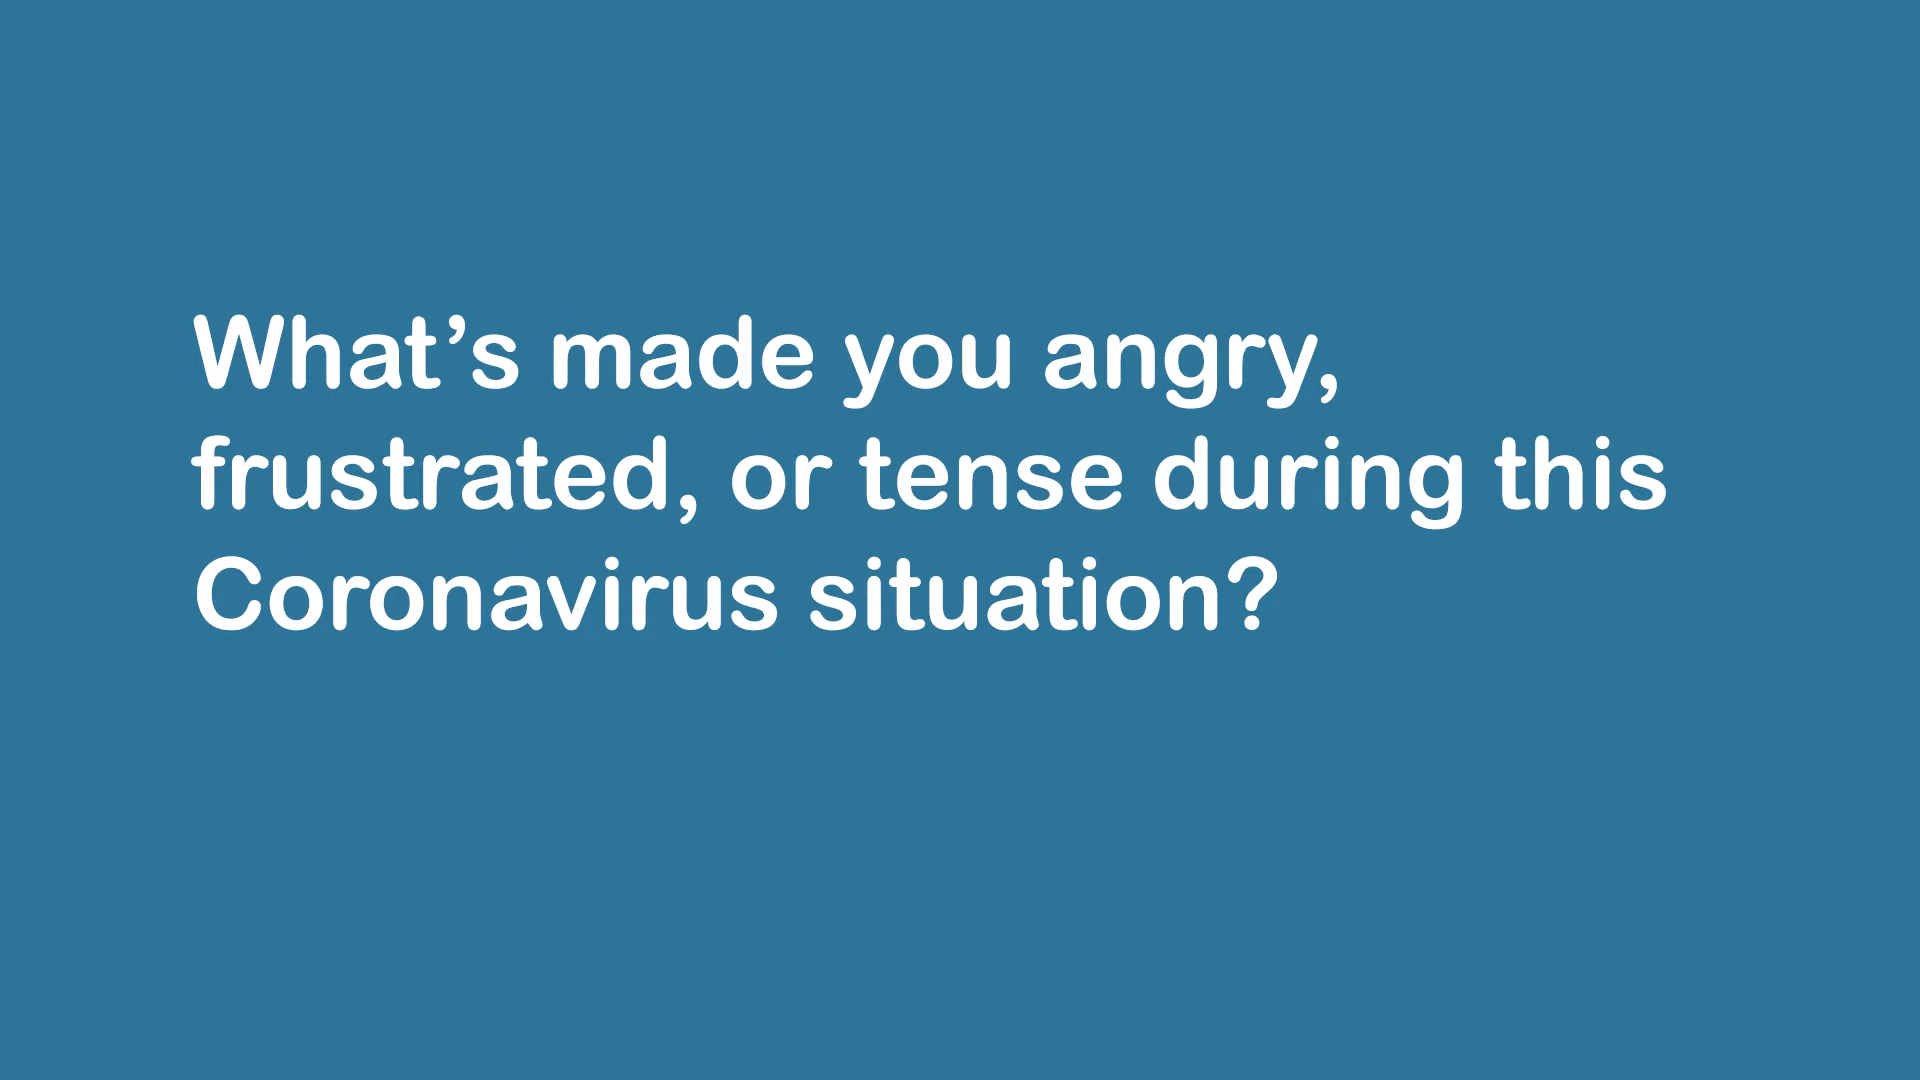 What’s made you angry,
frustrated, or tense during this
Coronavirus situation?